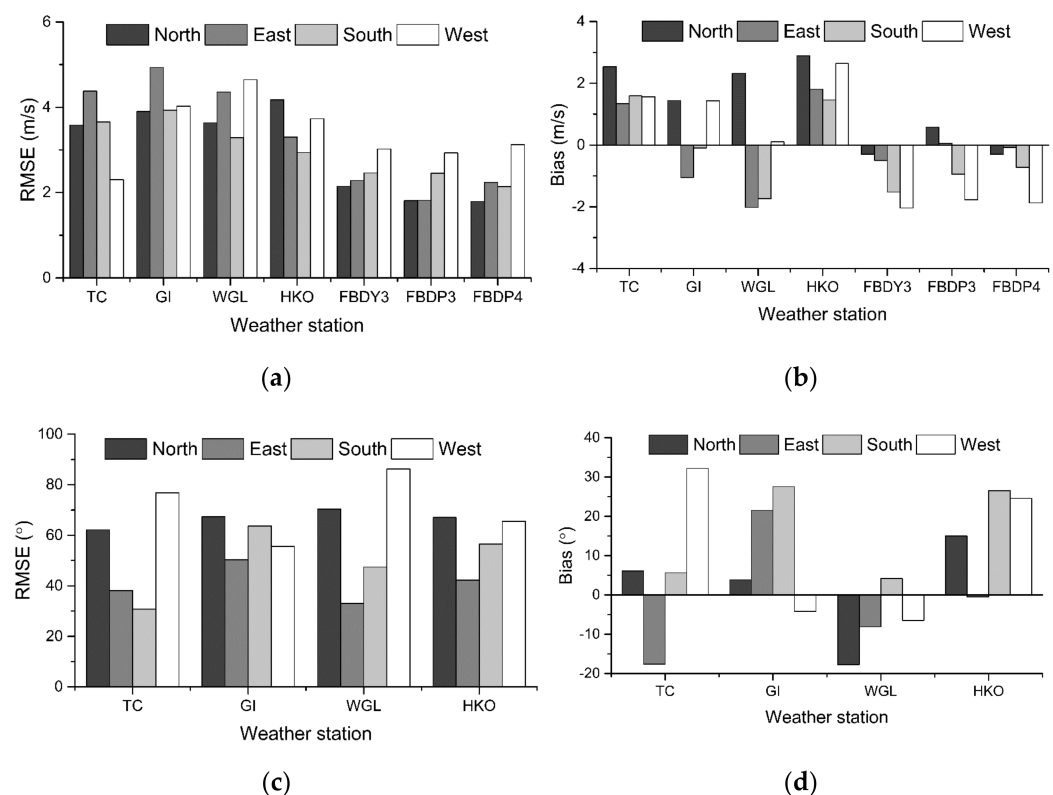 North East South West
6
4
2
0
RMSE (m/s)
TC GI WGL HKO FBDY3 FBDP3 FBDP4
Weather station
(a)
North East South West
4
2
0
-2
-4
Bias (m/s)
TC GI WGL HKO FBDY3 FBDP3 FBDP4
Weather station
(b)
North East South West
100
80
60
40
20
0
RMSE (°)
TC GI WGL HKO
Weather station
(c)
North East South West
40
30
20
10
0
-10
-20
Bias (°)
TC GI WGL HKO
Weather station
(d)